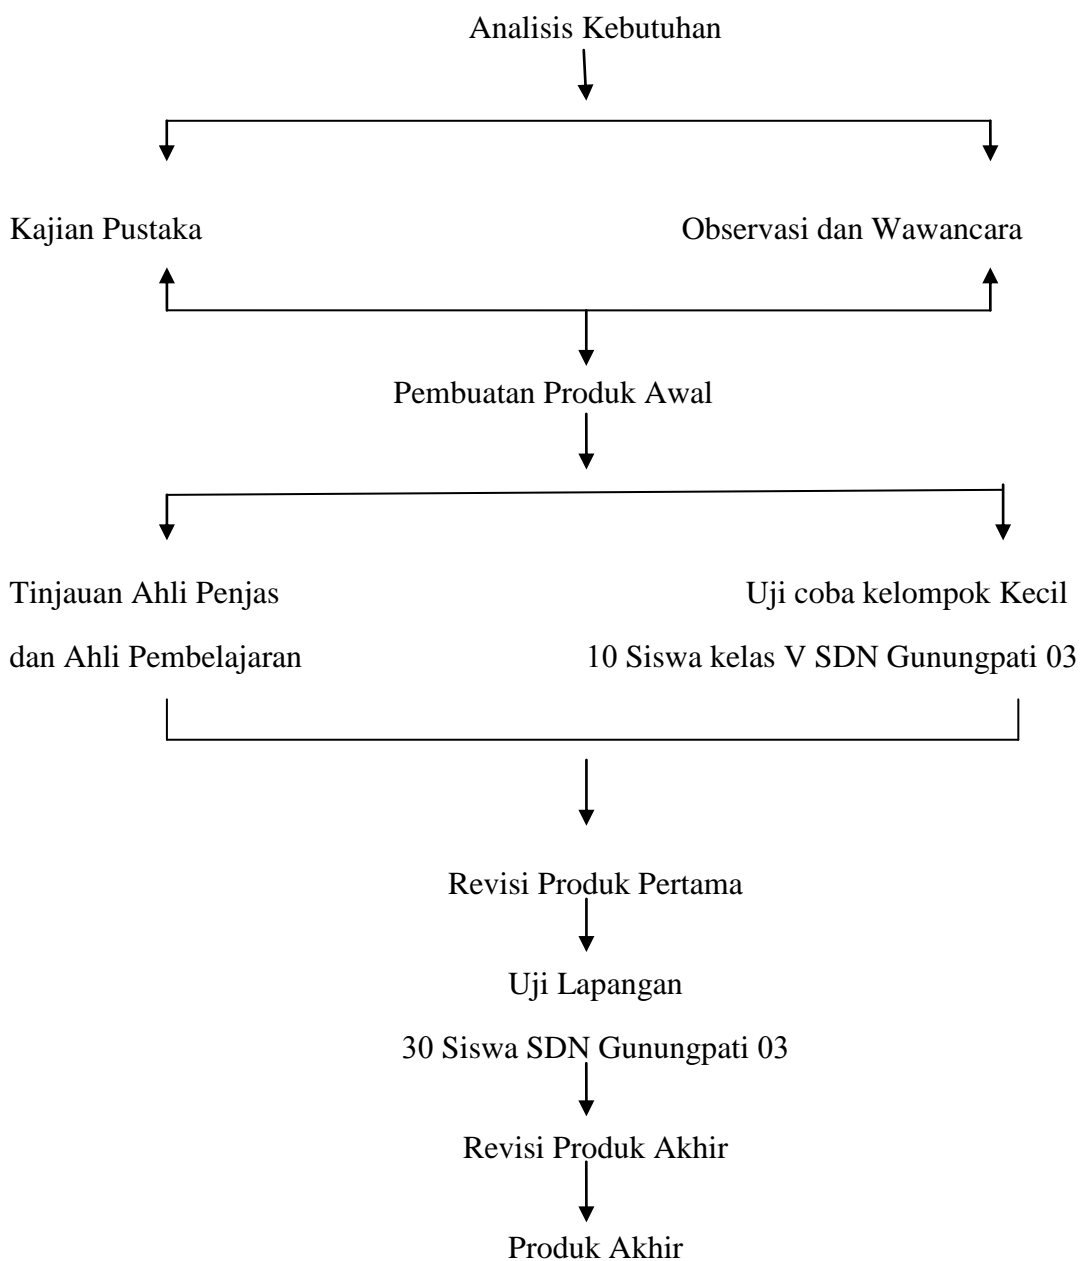 Analisis Kebutuhan
Kajian Pustaka
Observasi dan Wawancara
Pembuatan Produk Awal
Tinjauan Ahli Penjas
dan Ahli Pembelajaran
Uji coba kelompok Kecil
10 Siswa kelas V SDN Gunungpati 03
Revisi Produk Pertama
Uji Lapangan
30 Siswa SDN Gunungpati 03
Revisi Produk Akhir
Produk Akhir